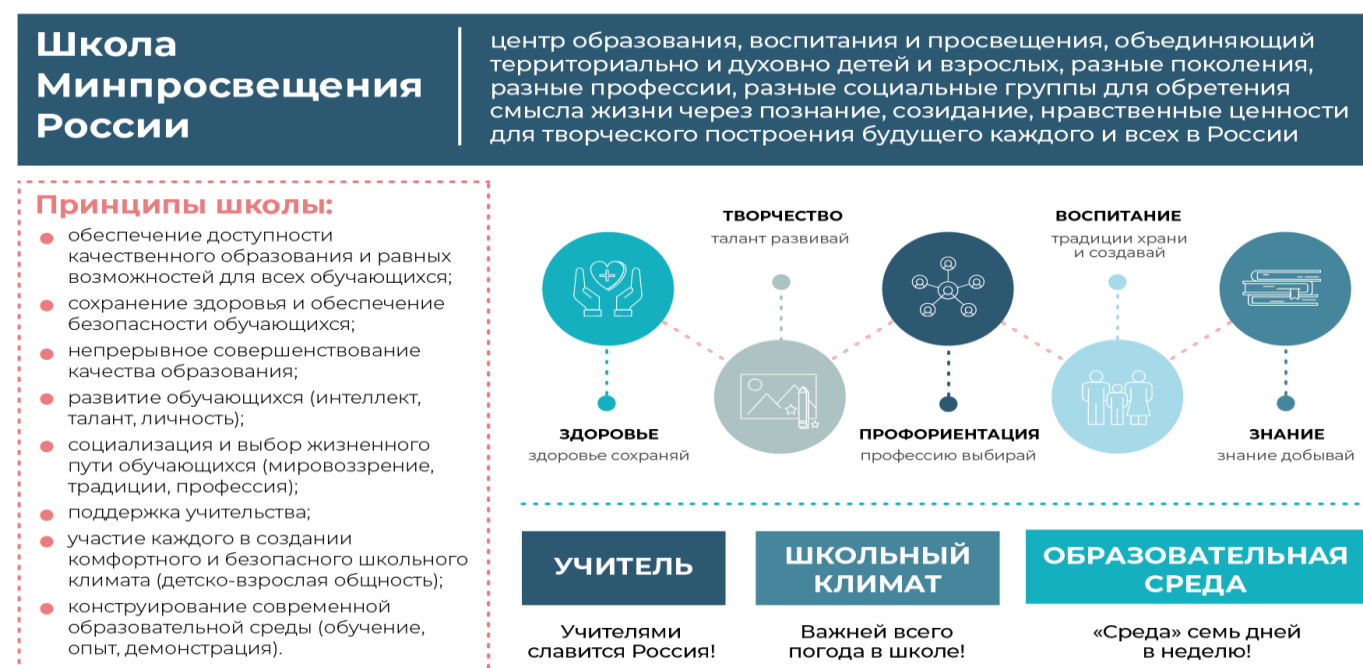 Школа
Минпросвещения
России
центр образования, воспитания и просвещения, объединяющий
территориально и духовно детей и взрослых, разные поколения,
разные профессии, разные социальные группы для обретения
смысла жизни через познание, созидание, нравственные ценности
для творческого построения будущего каждого и всех в России
Принципы школы:
обеспечение доступности
качественного образования и равных
возможностей для всех обучающихся;
сохранение здоровья и обеспечение
безопасности обучающихся;
непрерывное совершенствование
качества образования;
развитие обучающихся (интеллект,
талант, личность);
социализация и выбор жизненного
пути обучающихся (мировоззрение,
традиции, профессия);
поддержка учительства;
участие каждого в создании
комфортного и безопасного школьного
климата (детско-взрослая общность);
конструирование современной
образовательной среды (обучение,
опыт, демонстрация).
ТВОРЧЕСТВО
талант развивай
ВОСПИТАНИЕ
традиции храни
и создавай
ЗДОРОВЬЕ
здоровье сохраняй
ПРОФОРИЕНТАЦИЯ
профессию выбирай
ЗНАНИЕ
знание добывай
УЧИТЕЛЬ
Учителями
славится Россия!
ШКОЛЬНЫЙ
КЛИМАТ
Важней всего
погода в школе!
ОБРАЗОВАТЕЛЬНАЯ
СРЕДА
«Среда» семь дней
в неделю!